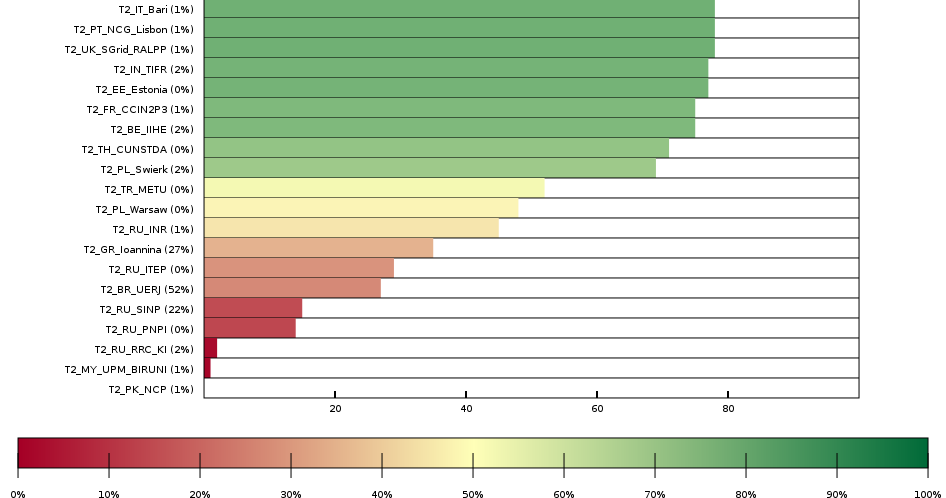 T2_IT_Bari (1%)
T2_PT_NCG_Lisbon (1%)
T2_UK_SGrid_RALPP (1%)
T2_IN_TIFR (2%)
T2_EE_Estonia (0%)
T2_FR_CCIN2P3 (1%)
T2_BE_IIHE (2%)
T2_TH_CUNSTDA (0%)
T2_PL_Swierk (2%)
T2_TR_METU (0%)
T2_PL_Warsaw (0%)
T2_RU_INR (1%)
T2_GR_Ioannina (27%)
T2_RU_ITEP (0%)
T2_BR_UERJ (52%)
T2_RU_SINP (22%)
T2_RU_PNPI (0%)
T2_RU_RRC_KI (2%)
T2_MY_UPM_BIRUNI (1%)
T2_PK_NCP (1%)
20 40 60 80
0% 10% 20% 30% 40% 50% 60% 70% 80% 90% 100%